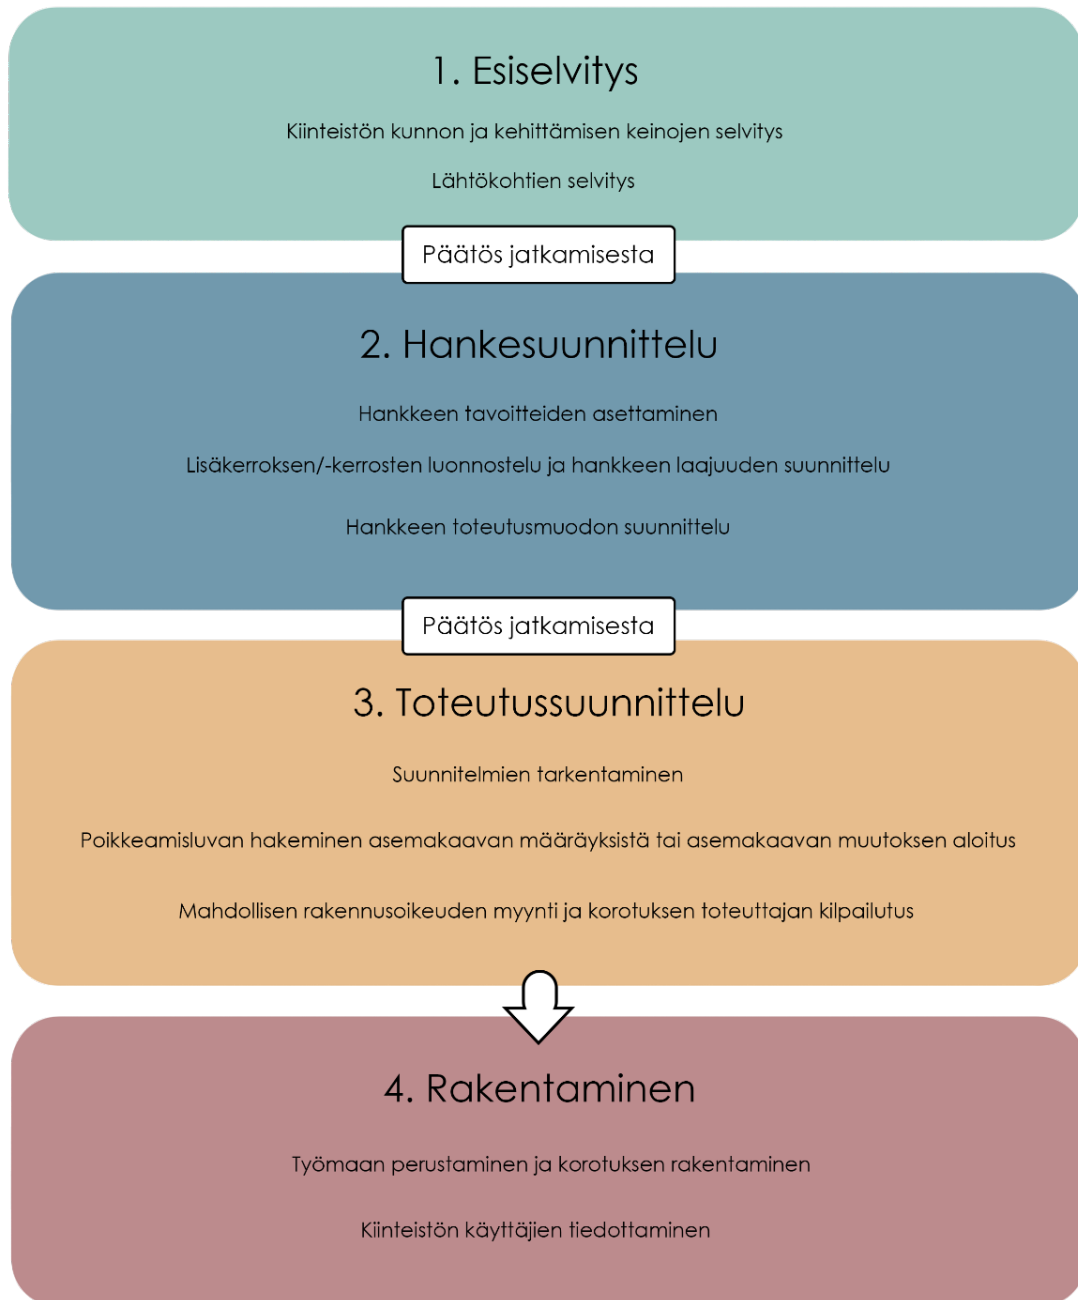 1. Esiselvitys
Kiinteistön kunnon ja kehittämisen keinojen selvitys
Lähtökohtien selvitys
Päätös jatkamisesta
2. Hankesuunnittelu
Hankkeen tavoitteiden asettaminen
Lisäkerroksen/-kerrosten luonnostelu ja hankkeen laajuuden suunnittelu
Hankkeen toteutusmuodon suunnittelu
Päätös jatkamisesta
3. Toteutussuunnittelu
Suunnitelmien tarkentaminen
Poikkeamisluvan hakeminen asemakaavan määräyksistä tai asemakaavan muutoksen aloitus
Mahdollisen rakennusoikeuden myynti ja korotuksen toteuttajan kilpailutus
4. Rakentaminen
Työmaan perustaminen ja korotuksen rakentaminen
Kiinteistön käyttäjien tiedottaminen